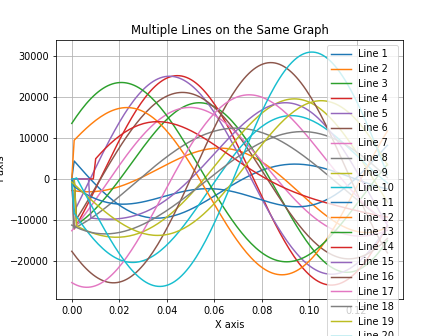 Multiple Lines on the Same Graph
30000
20000
10000
0
−10000
−20000
0.00
0.02
0.04
0.06
0.08
0.10
X axis
Line 1
Line 2
Line 3
Line 4
Line 5
Line 6
Line 7
Line 8
Line 9
Line 10
Line 11
Line 12
Line 13
Line 14
Line 15
Line 16
Line 17
Line 18
Line 19